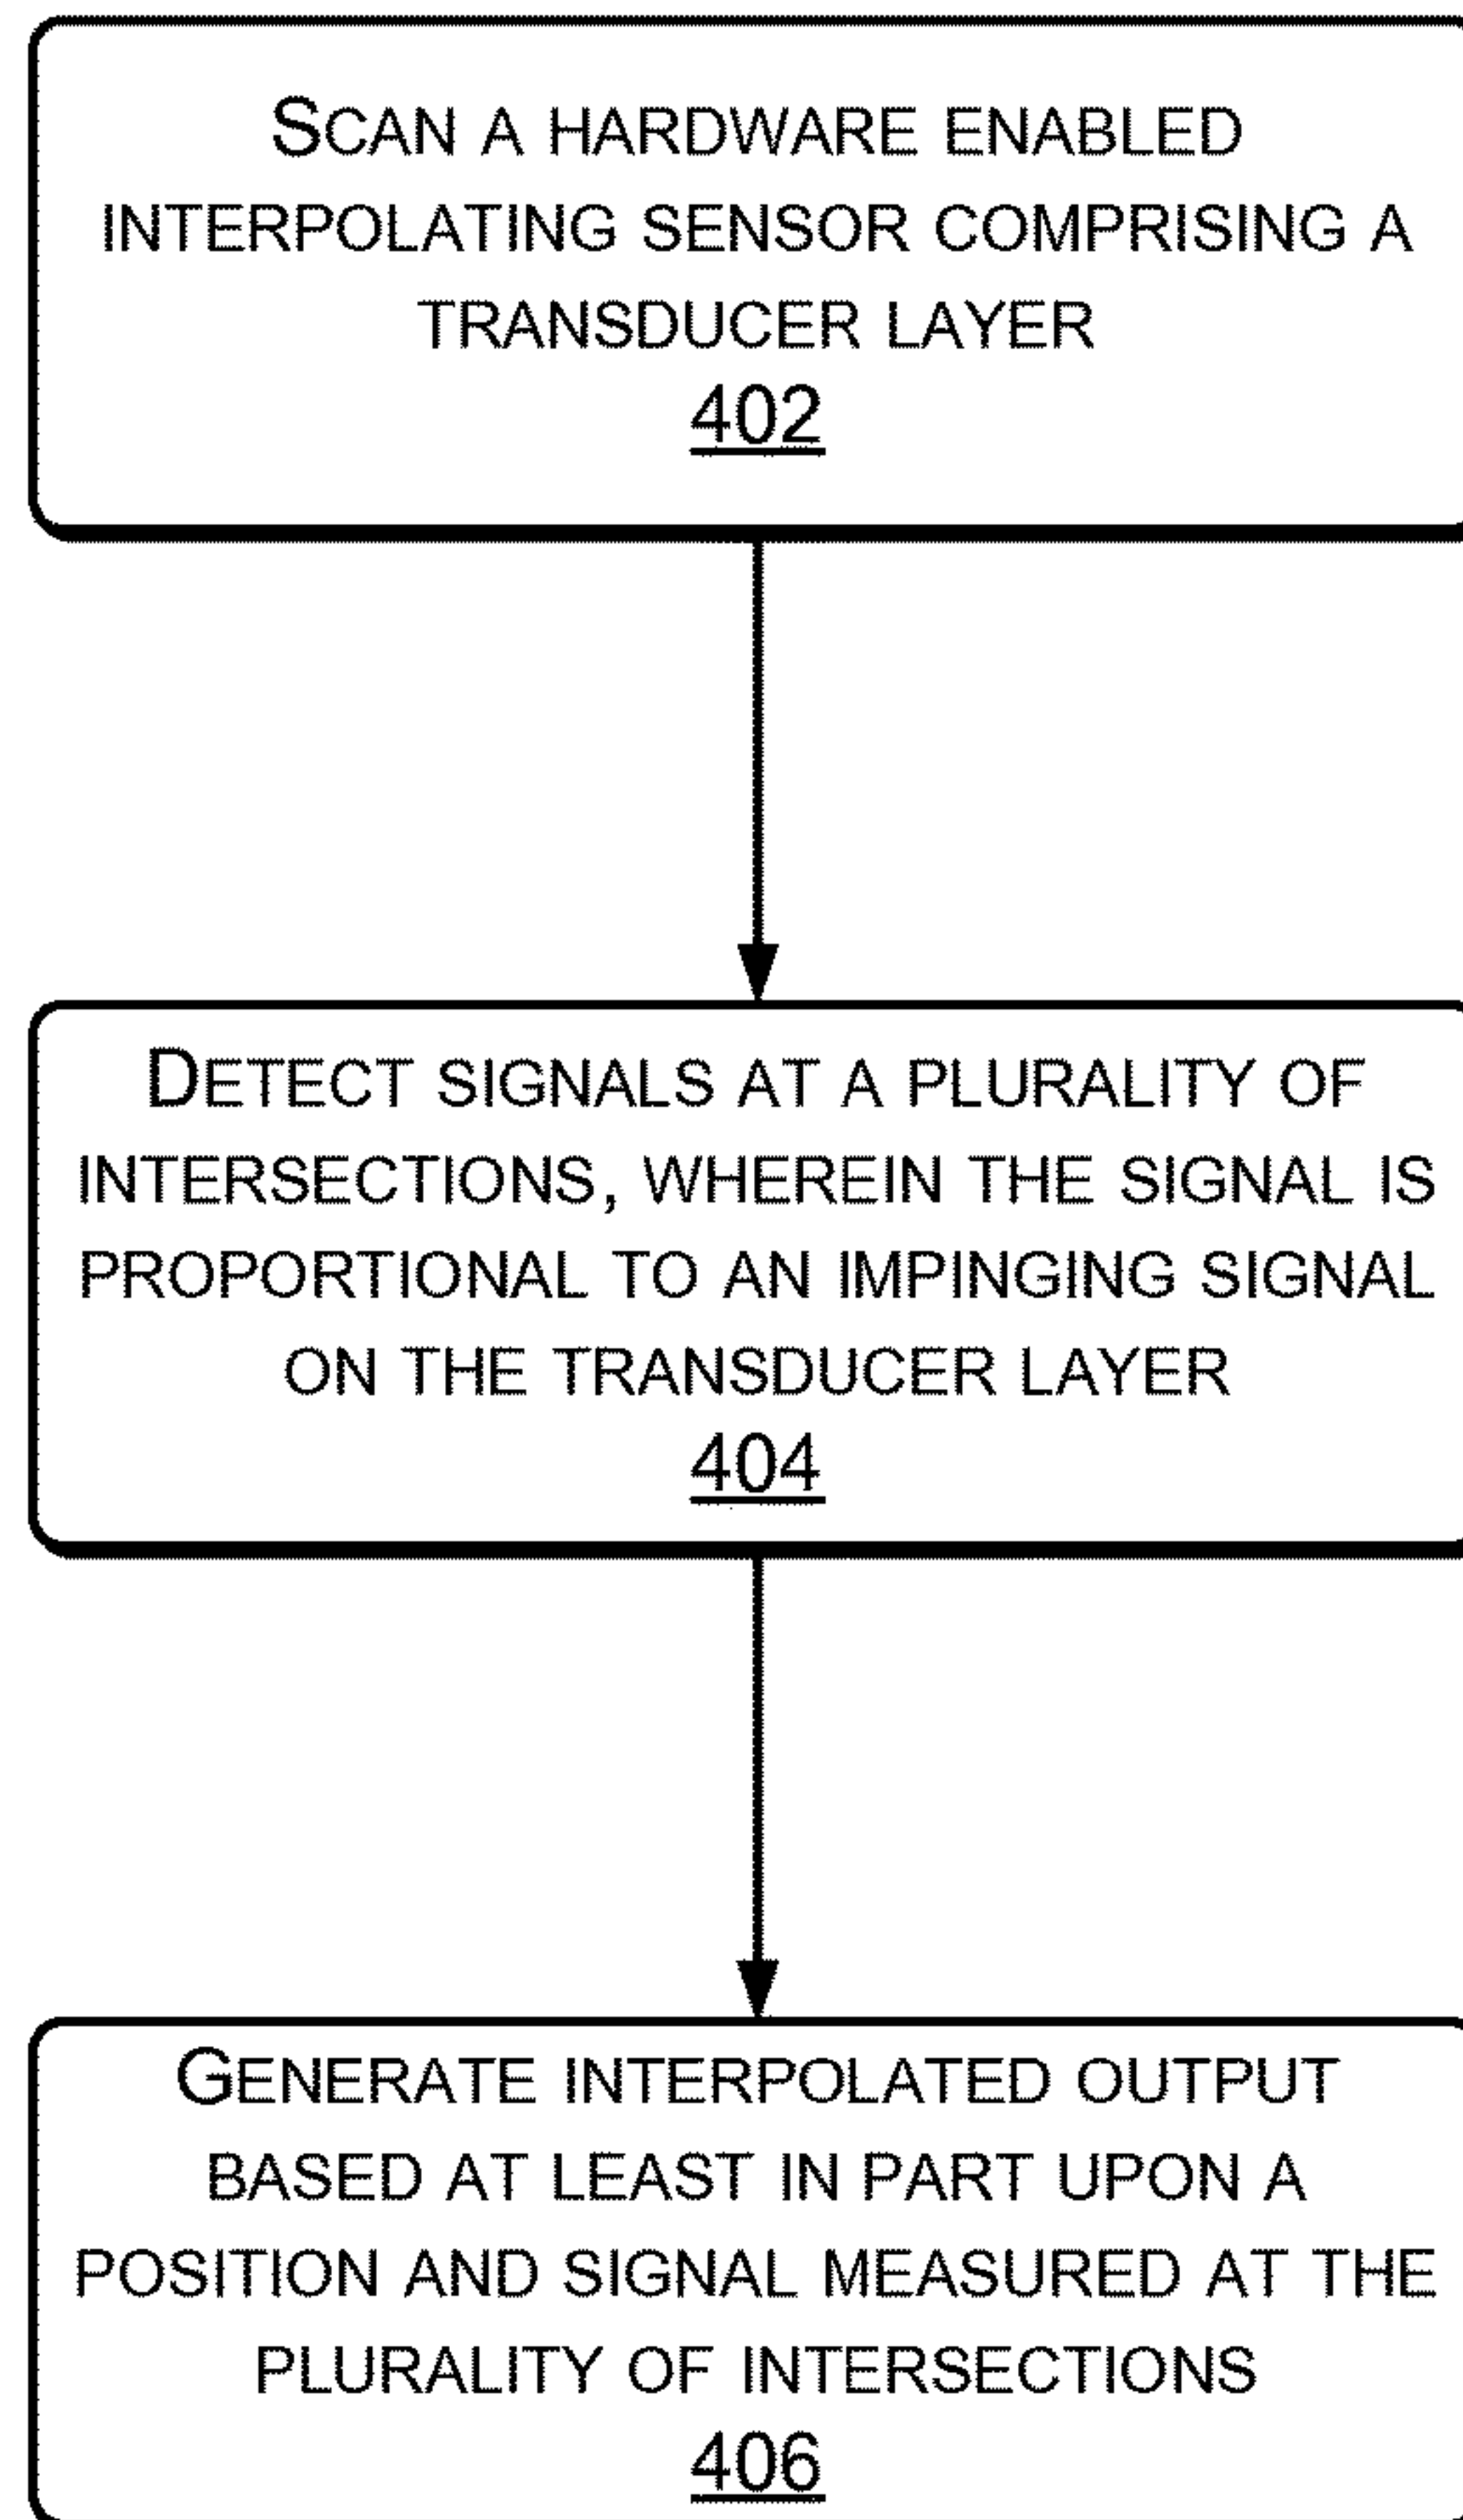 SCAN A HARDWARE ENABLED
INTERPOLATING SENSOR COMPRISING A
TRANSDUCER LAYER
402
DETECT SIGNALS AT A PLURALITY OF
INTERSECTIONS, WHEREIN THE SIGNAL IS
PROPORTIONAL TO AN IMPINGING SIGNAL
ON THE TRANSDUCER LAYER
404
GENERATE INTERPOLATED OUTPUT
BASED AT LEAST IN PART UPON A
POSITION AND SIGNAL MEASURED AT THE
PLURALITY OF INTERSECTIONS
406